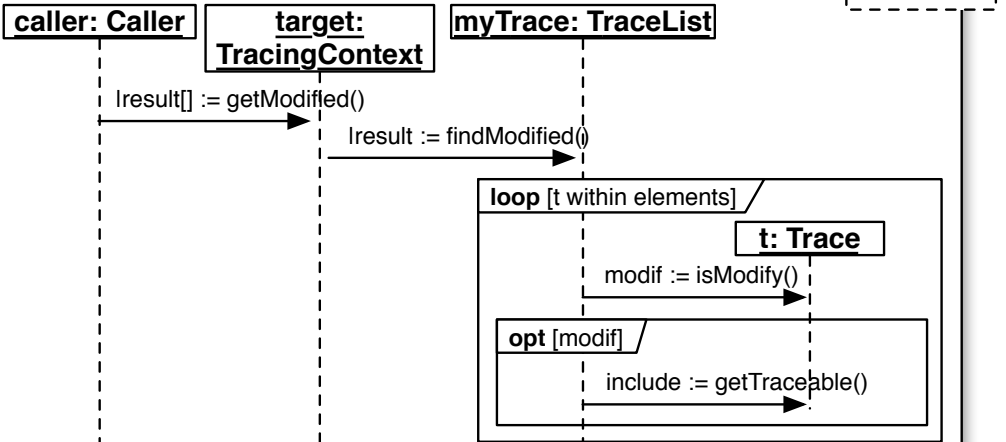 caller: Caller
target:
TracingContext
myTrace: TraceList
lresult[] := getModified()
lresult := findModified()
loop [t within elements]
t: Trace
modif := isModify()
opt [modif]
include := getTraceable()